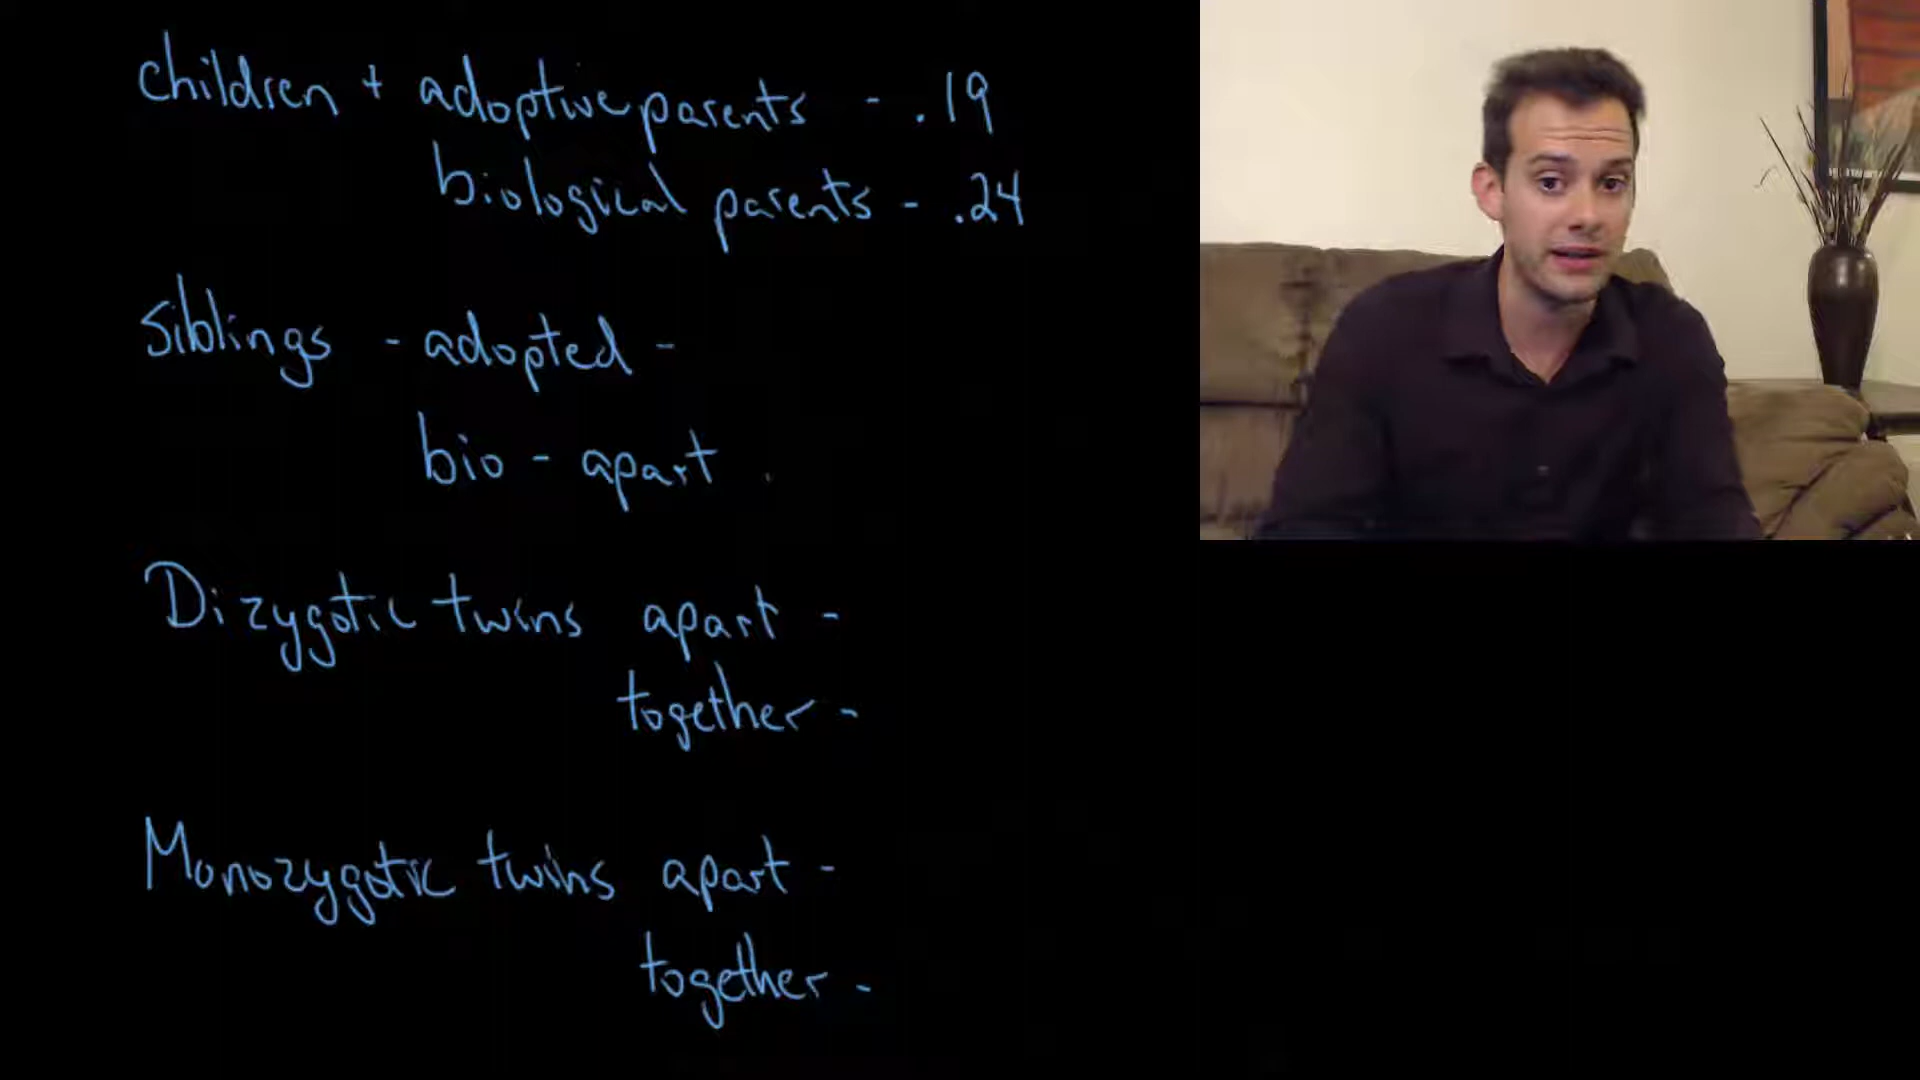 children + adoptive parents - .19
biological parents - .24
Siblings - adopted -
bio - apart
Dizygotic twins apart -
together -
Monozygotic twins apart -
together -